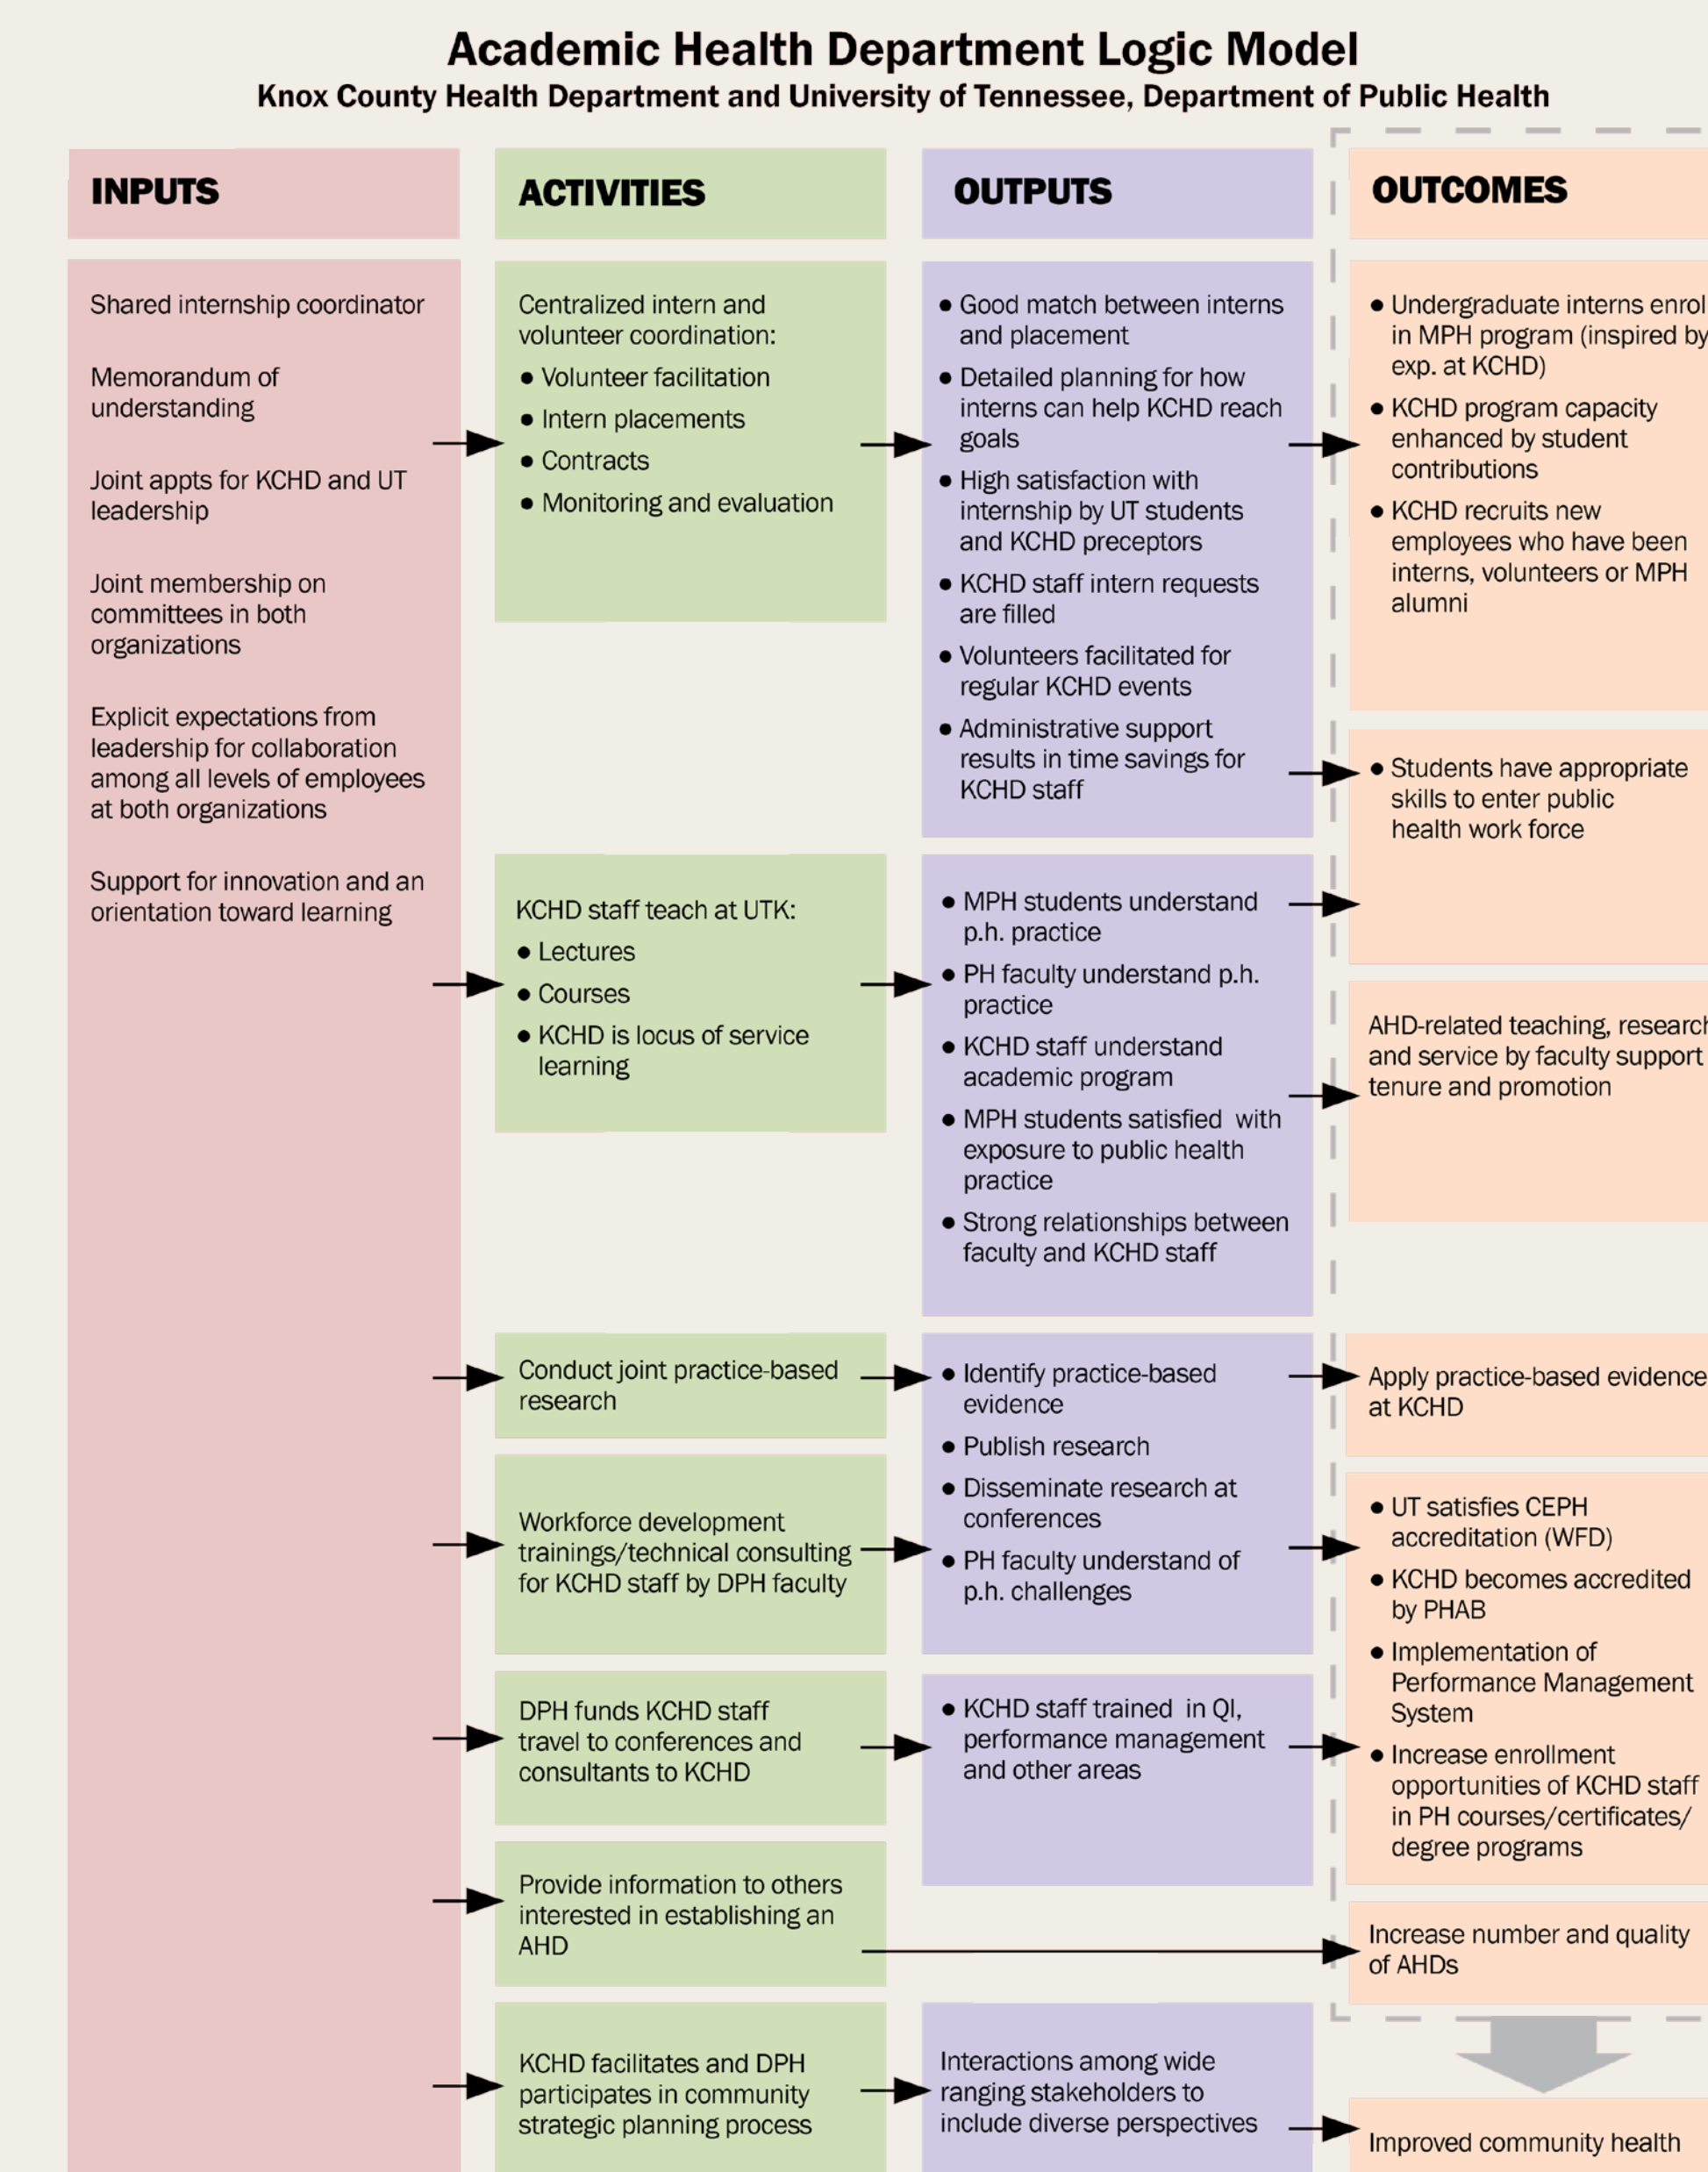 Academic Health Department Logic Model
Knox County Health Department and University of Tennessee, Department of Public Health
INPUTS
Shared internship coordinator
Memorandum of
understanding
Joint appts for KCHD and UT
leadership
Joint membership on
committees in both
organizations
Explicit expectations from
leadership for collaboration
among all levels of employees
at both organizations
Support for innovation and an
orientation toward learning
ACTIVITIES
Centralized intern and
volunteer coordination:
● Volunteer facilitation
● Intern placements
● Contracts
● Monitoring and evaluation
KCHD staff teach at UTK:
● Lectures
● Courses
● KCHD is locus of service
learning
Conduct joint practice-based
research
Workforce development
trainings/technical consulting
for KCHD staff by DPH faculty
DPH funds KCHD staff
travel to conferences and
consultants to KCHD
Provide information to others
interested in establishing an
AHD
KCHD facilitates and DPH
participates in community
strategic planning process
OUTPUTS
● Good match between interns
and placement
● Detailed planning for how
interns can help KCHD reach
goals
● High satisfaction with
internship by UT students
and KCHD preceptors
● KCHD staff intern requests
are filled
● Volunteers facilitated for
regular KCHD events
● Administrative support
results in time savings for
KCHD staff
● MPH students understand
p.h. practice
● PH faculty understand p.h.
practice
● KCHD staff understand
academic program
● MPH students satisfied with
exposure to public health
practice
● Strong relationships between
faculty and KCHD staff
● Identify practice-based
evidence
● Publish research
● Disseminate research at
conferences
● PH faculty understand of
p.h. challenges
● KCHD staff trained in QI,
performance management
and other areas
Interactions among wide
ranging stakeholders to
include diverse perspectives
OUTCOMES
● Undergraduate interns enrol
in MPH program (inspired by
exp. at KCHD)
● KCHD program capacity
enhanced by student
contributions
● KCHD recruits new
employees who have been
interns, volunteers or MPH
alumni
● Students have appropriate
skills to enter public
health work force
AHD-related teaching, research
and service by faculty support
tenure and promotion
Apply practice-based evidence
at KCHD
● UT satisfies CEPH
accreditation (WFD)
● KCHD becomes accredited
by PHAB
● Implementation of
Performance Management
System
● Increase enrollment
opportunities of KCHD staff
in PH courses/certificates/
degree programs
Increase number and quality
of AHDs
Improved community health